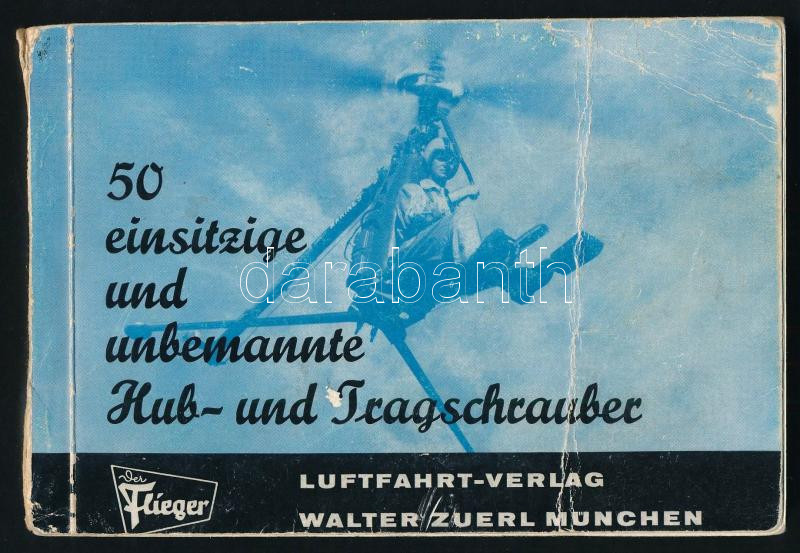 50
einsitzige
und
darabanth
unbemannte
Hub- und Tragschrauber
Der
Flieger
LUFTFAHRT-VERLAG
WALTER ZUERL MÜNCHEN